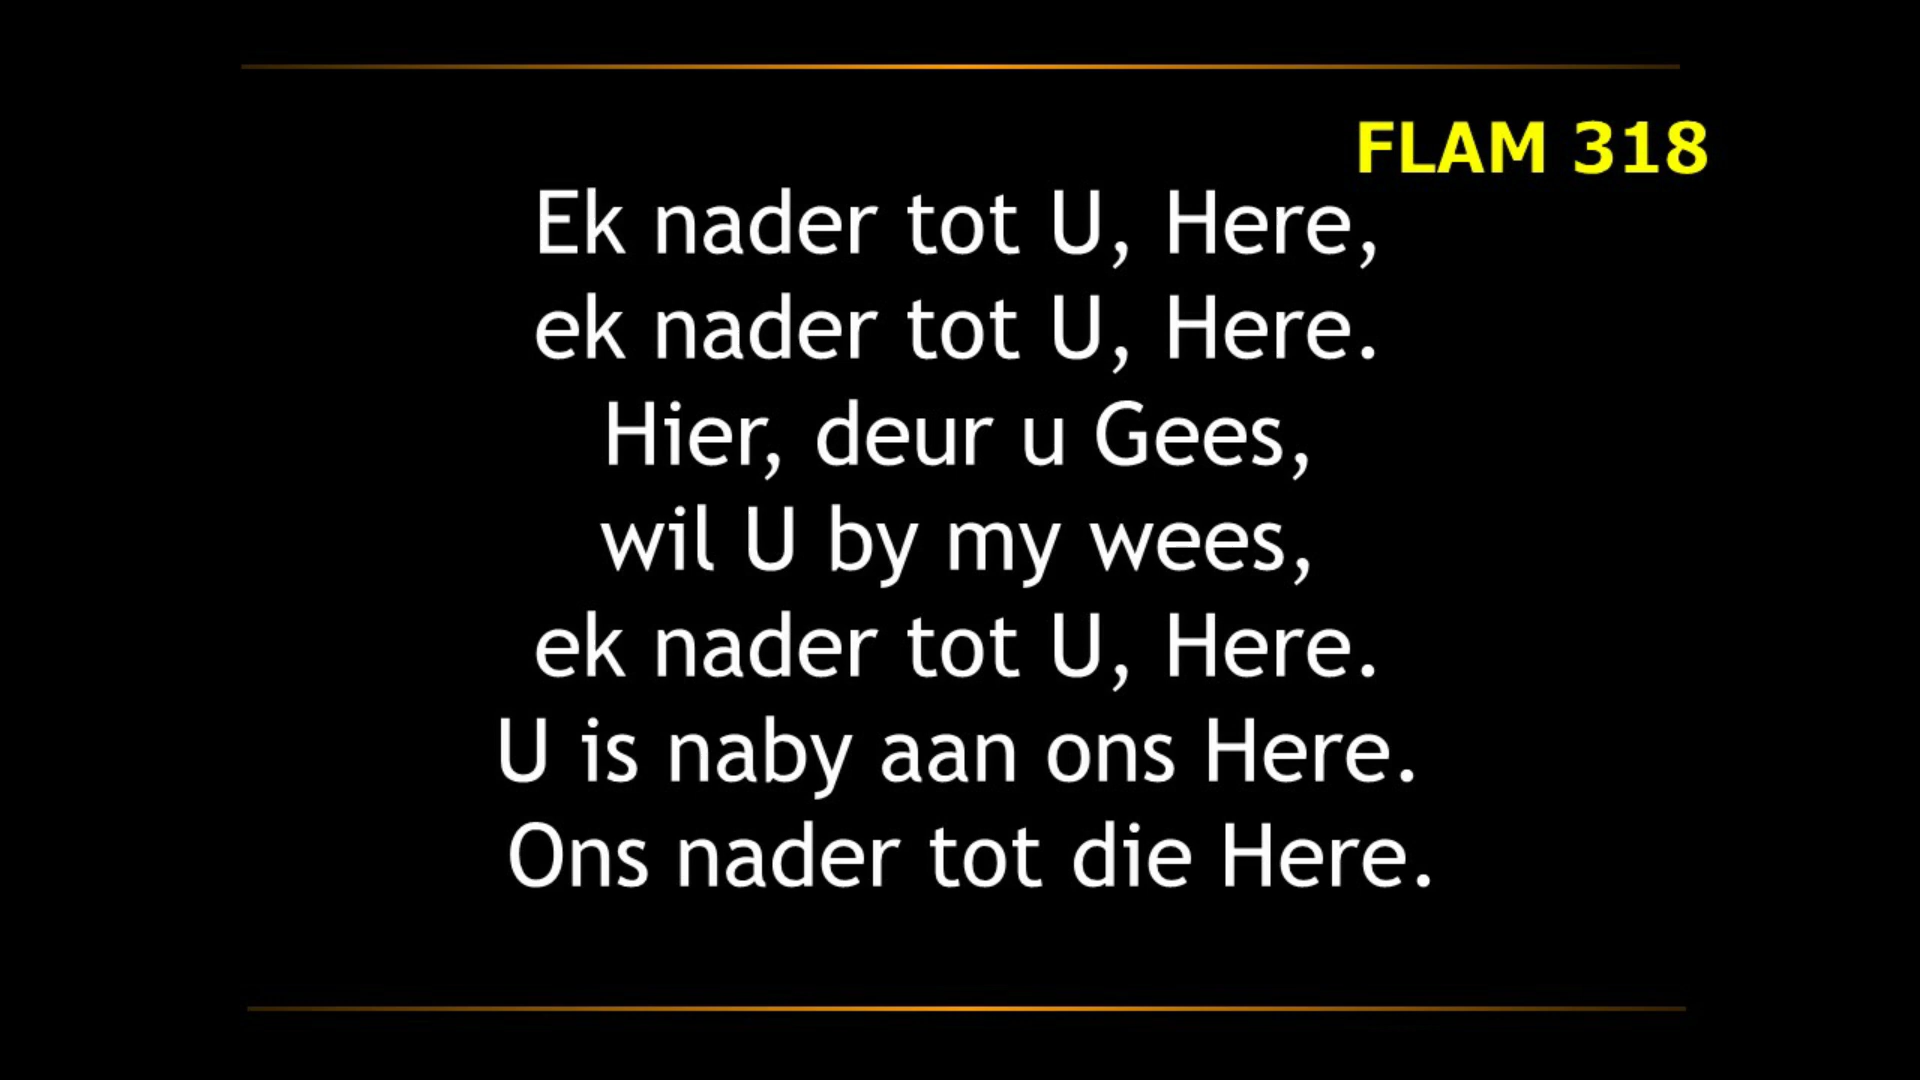 FLAM 318
Ek nader tot U, Here,
ek nader tot U, Here.
Hier, deur u Gees,
wil U by my wees,
ek nader tot U, Here.
U is naby aan ons Here.
Ons nader tot die Here.